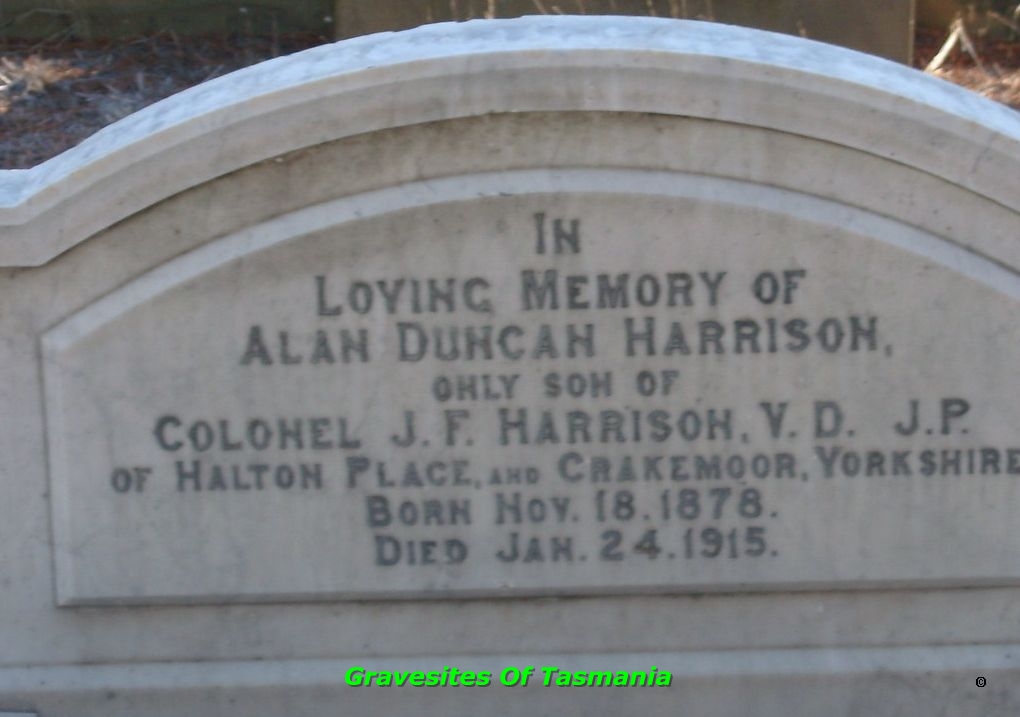 IN
LOVING MEMORY OF
ALAN DUNCAN HARRISON,
ONLY SON OF
COLONEL J. F. HARRISON, V. D. J.P.
OF HALTON PLACE, AND CRAKEMOOR, YORKSHIRE
BORN NOV. 18. 1878.
DIED JAN. 24. 1915.
Gravesites Of Tasmania
©